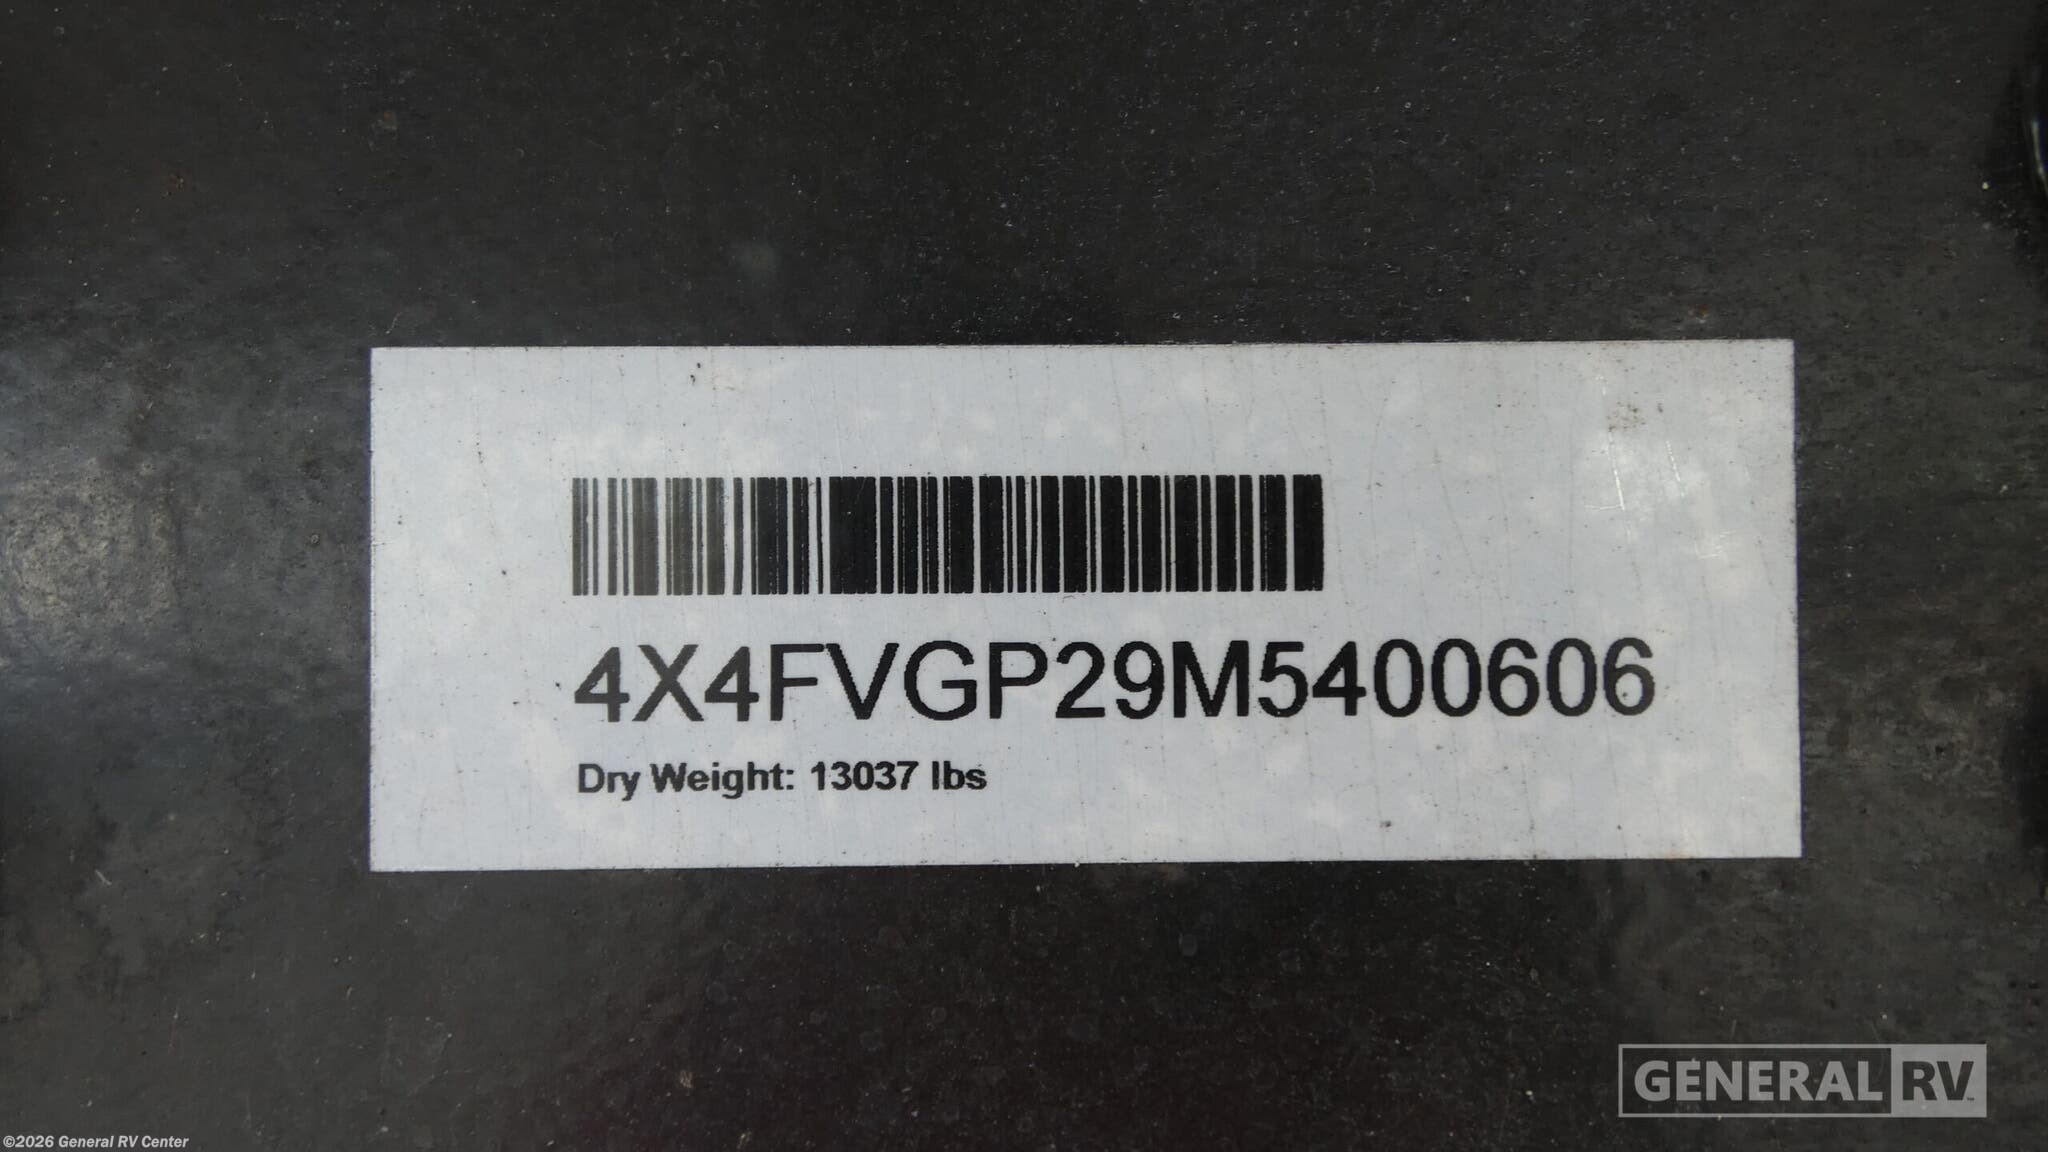 4X4FVGP29M5400606
Dry Weight: 13037 lbs
GENERAL RV
©2026 General RV Center